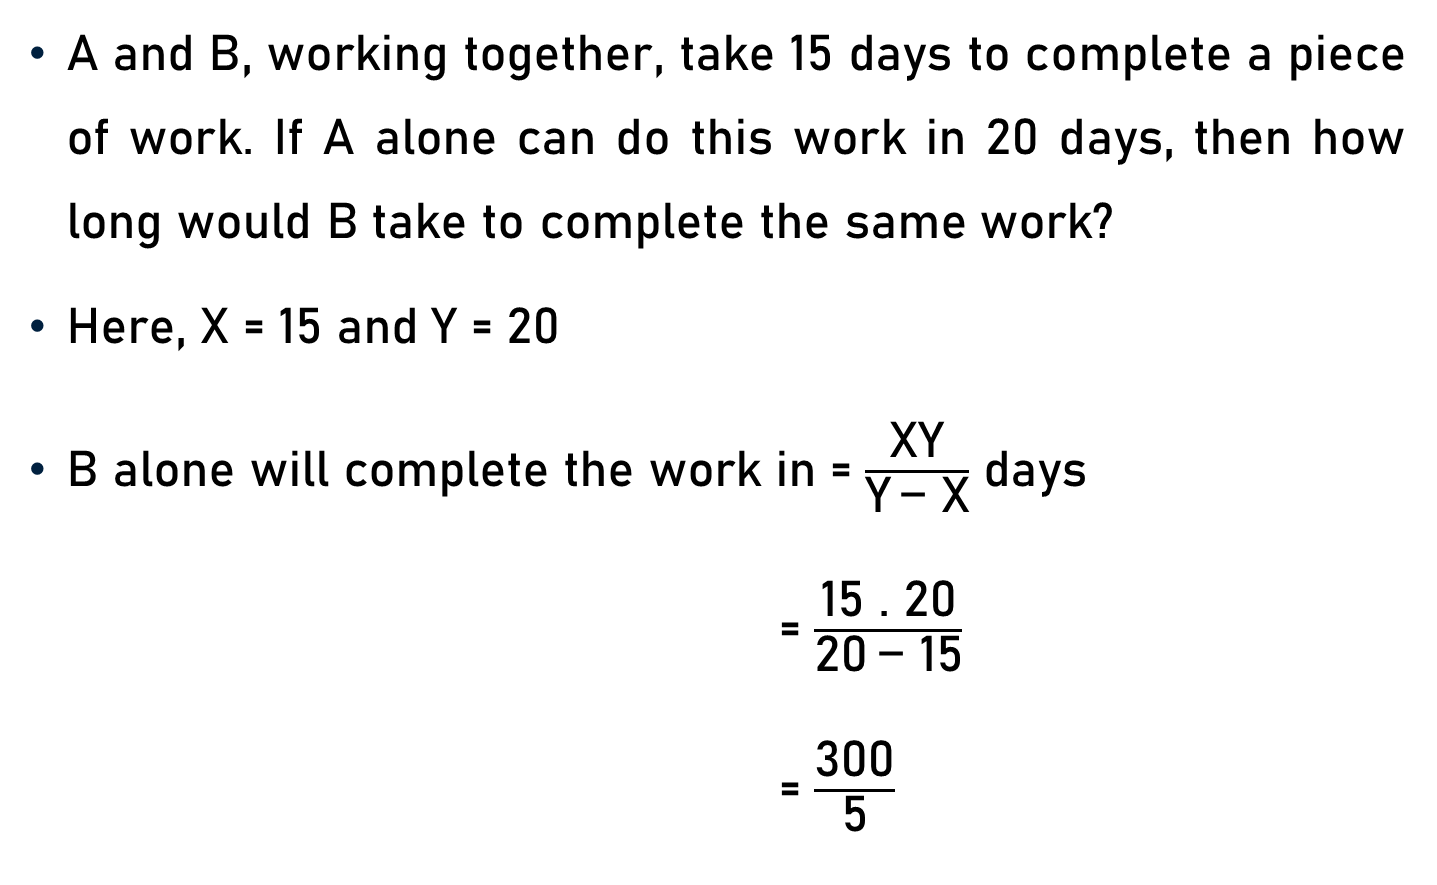 • A and B, working together, take 15 days to complete a piece
of work. If A alone can do this work in 20 days, then how
long would B take to complete the same work?
• Here, X = 15 and Y = 20
• B alone will complete the work in = XY / Y – X days
= 15 . 20 / 20 – 15
= 300 / 5